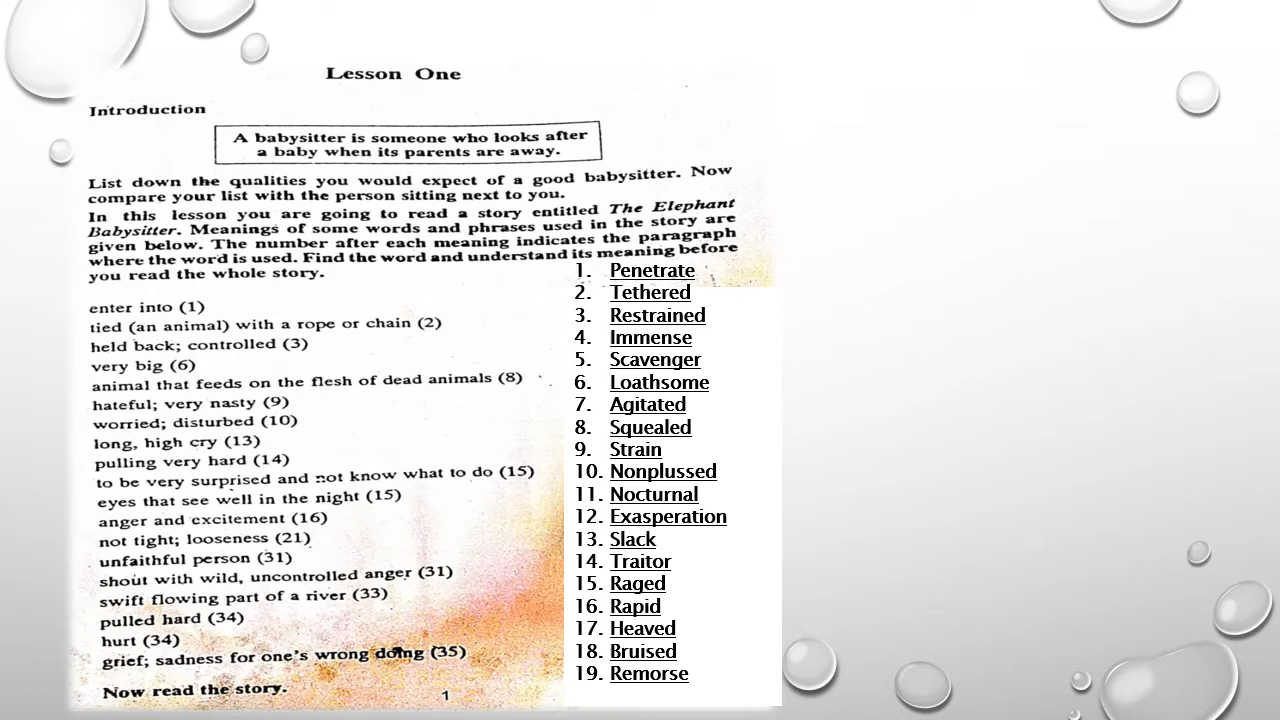 Lesson One
Introduction
A babysitter is someone who looks after
a baby when its parents are away.
List down the qualities you would expect of a good babysitter. Now
compare your list with the person sitting next to you.
In this lesson you are going to read a story entitled The Elephant
Babysitter. Meanings of some words and phrases used in the story are
given below. The number after each meaning indicates the paragraph
where the word is used. Find the word and understand its meaning before
you read the whole story.
enter into (1)
tied (an animal) with a rope or chain (2)
held back; controlled (3)
very big (6)
animal that feeds on the flesh of dead animals (8)
hateful; very nasty (9)
worried; disturbed (10)
long, high cry (13)
pulling very hard (14)
to be very surprised and not know what to do (15)
eyes that see well in the night (15)
anger and excitement (16)
not tight; looseness (21)
unfaithful person (31)
shout with wild, uncontrolled anger (31)
swift flowing part of a river (33)
pulled hard (34)
hurt (34)
grief; sadness for one's wrong doing (35)
Now read the story.
1
1. Penetrate
2. Tethered
3. Restrained
4. Immense
5. Scavenger
6. Loathsome
7. Agitated
8. Squealed
9. Strain
10. Nonplussed
11. Nocturnal
12. Exasperation
13. Slack
14. Traitor
15. Raged
16. Rapid
17. Heaved
18. Bruised
19. Remorse